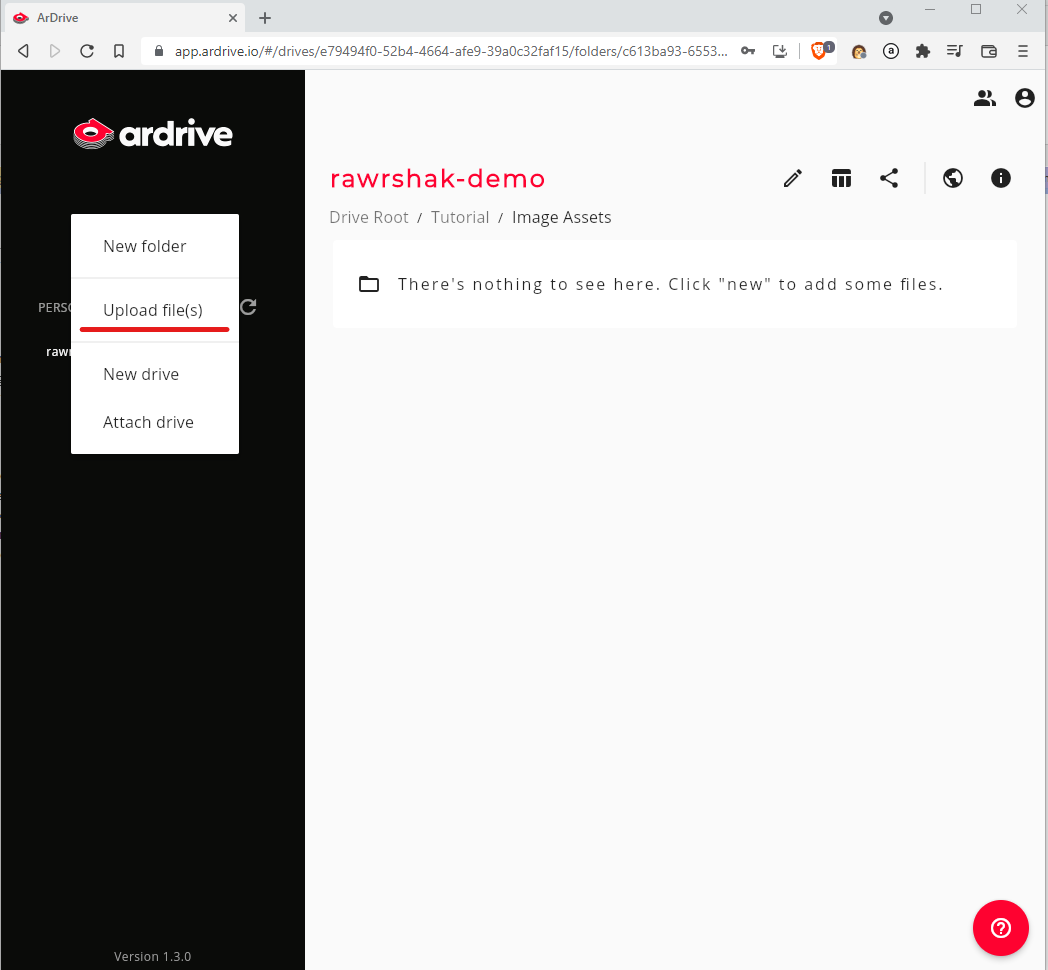 ArDrive
app.ardrive.io/#/drives/e79494f0-52b4-4664-afe9-39a0c32faf15/folders/c613ba93-6553...
1
ardrive
New folder
PERSO
Upload file(s)
rawr
New drive
Attach drive
Version 1.3.0
rawrshak-demo
Drive Root / Tutorial / Image Assets
There's nothing to see here. Click "new" to add some files.